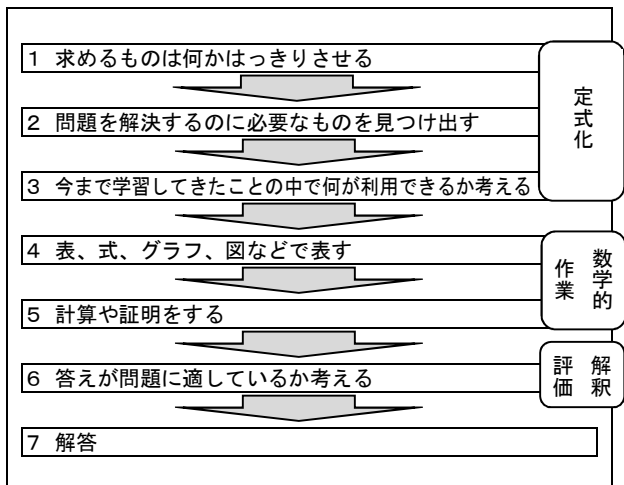 1 求めるものは何かはっきりさせる
2 問題を解決するのに必要なものを見つけ出す
3 今まで学習してきたことの中で何が利用できるか考える
定式化
4 表、式、グラフ、図などで表す
5 計算や証明をする
数学的
作業
6 答えが問題に適しているか考える
解釈
評価
7 解答